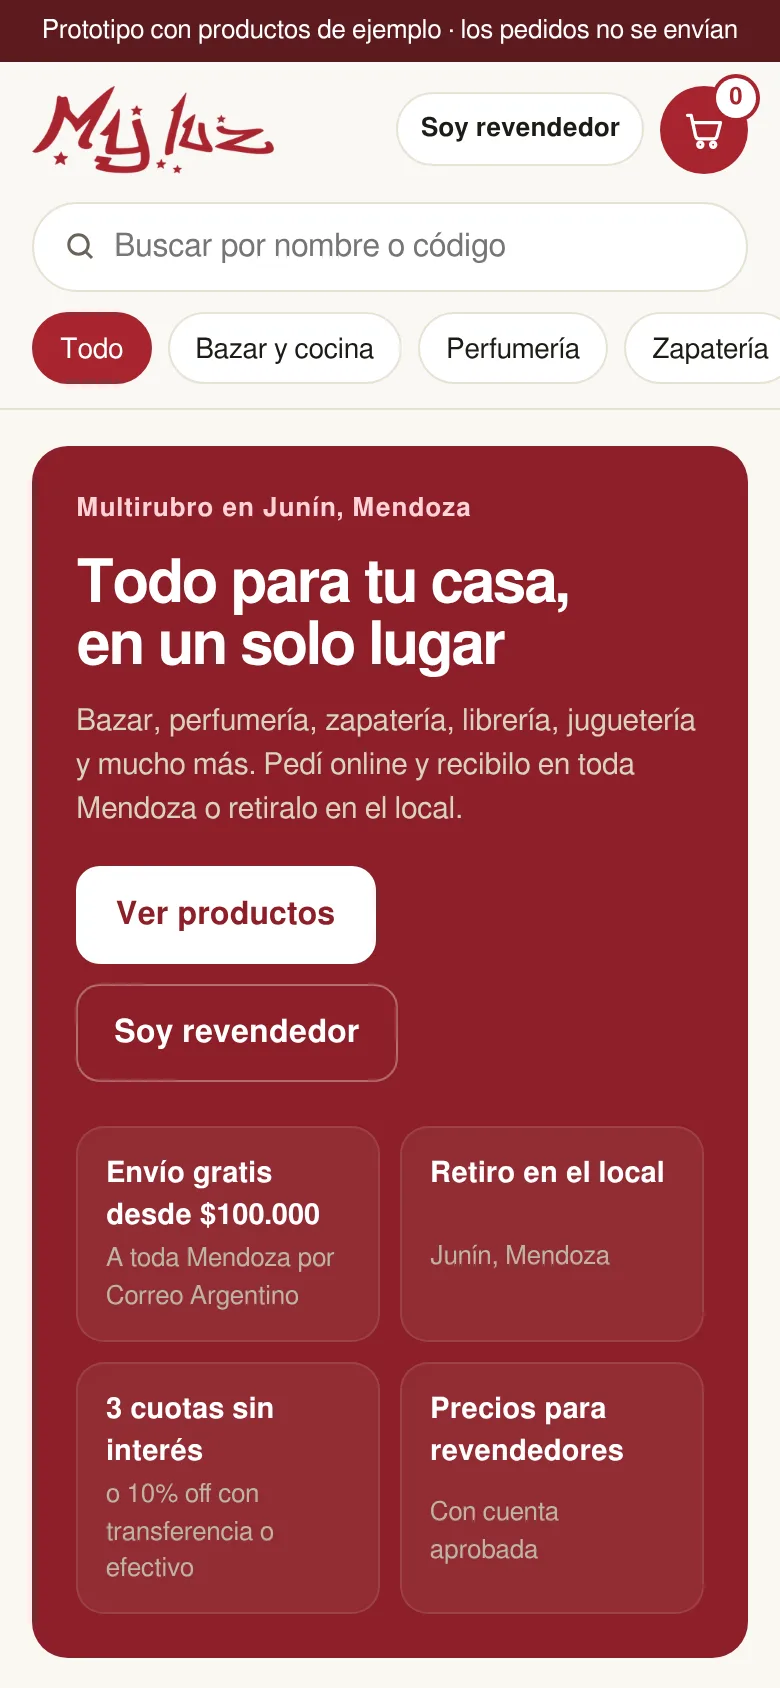 Prototipo con productos de ejemplo · los pedidos no se envían
My luz
Soy revendedor
0
Buscar por nombre o código
Todo
Bazar y cocina
Perfumería
Zapatería
Multirubro en Junín, Mendoza
Todo para tu casa,
en un solo lugar
Bazar, perfumería, zapatería, librería, juguetería
y mucho más. Pedí online y recibilo en toda
Mendoza o retiralo en el local.
Ver productos
Soy revendedor
Envío gratis
desde $100.000
A toda Mendoza por
Correo Argentino
Retiro en el local
Junín, Mendoza
3 cuotas sin
interés
o 10% off con
transferencia o
efectivo
Precios para
revendedores
Con cuenta
aprobada